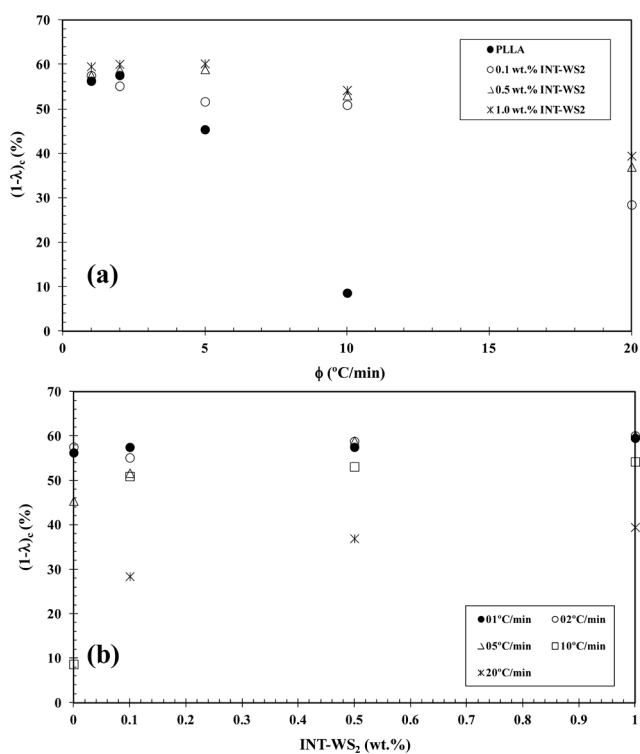 70
60
50
40
30
20
10
0
(1-λ)c (%)
● PLLA
○ 0.1 wt.% INT-WS2
△ 0.5 wt.% INT-WS2
✳ 1.0 wt.% INT-WS2
(a)
0 5 10 15 20
ϕ (ºC/min)
70
60
50
40
30
20
10
0
(1-λ)c (%)
● 01ºC/min ○ 02ºC/min
△ 05ºC/min □ 10ºC/min
✳ 20ºC/min
(b)
0 0.1 0.2 0.3 0.4 0.5 0.6 0.7 0.8 0.9 1
INT-WS₂ (wt.%)